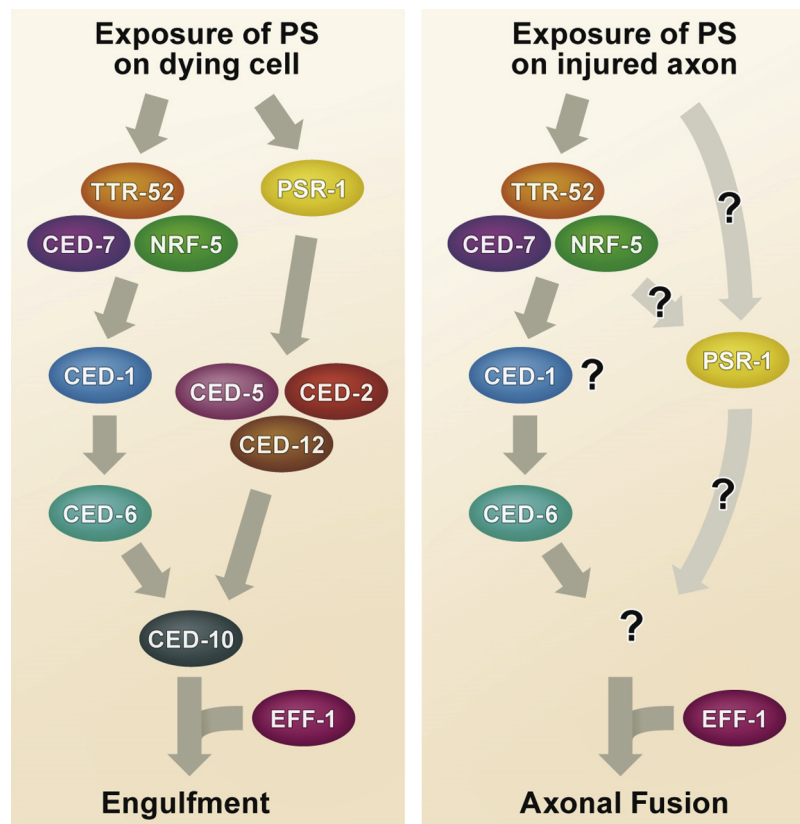 Exposure of PS
on dying cell
TTR-52
PSR-1
CED-7
NRF-5
CED-1
CED-5
CED-2
CED-12
CED-6
CED-10
EFF-1
Engulfment
Exposure of PS
on injured axon
TTR-52
?
CED-7
NRF-5
?
CED-1
?
PSR-1
?
CED-6
?
EFF-1
Axonal Fusion